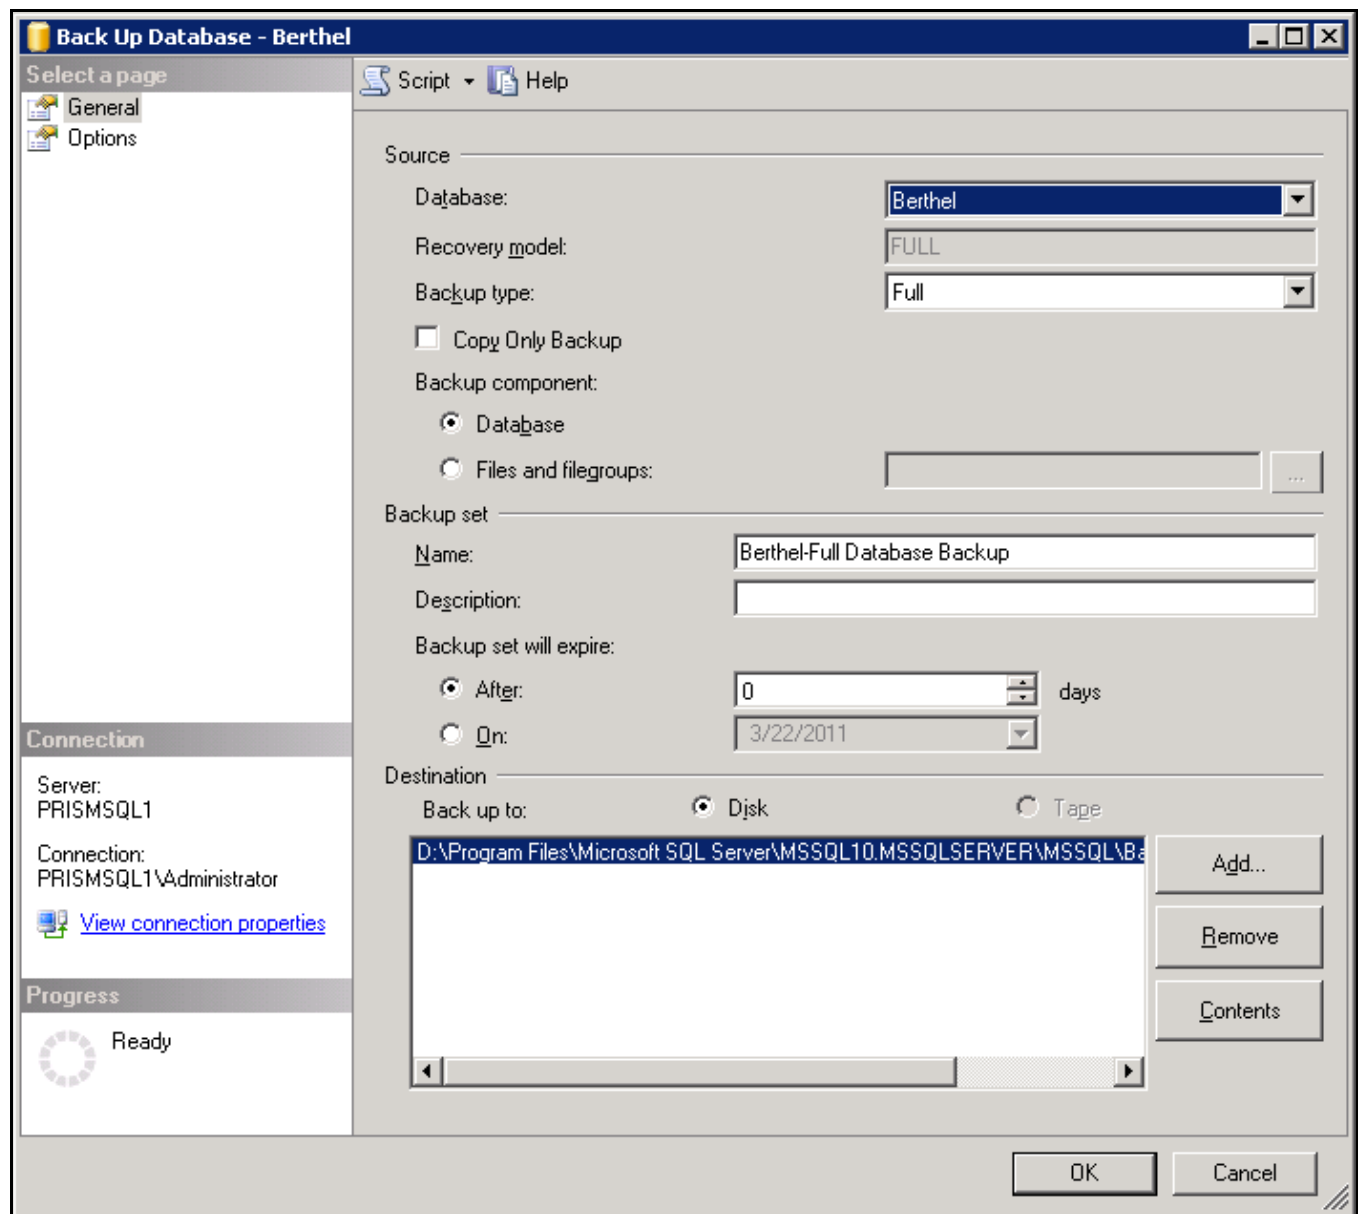 Back Up Database - Berthel
Select a page
General
Options
Script Help
Source
Database: Berthel
Recovery model: FULL
Backup type: Full
Copy Only Backup
Backup component:
Database
Files and filegroups: ...
Backup set
Name: Berthel-Full Database Backup
Description:
Backup set will expire:
After: 0 days
On: 3/22/2011
Destination
Back up to: Disk Tape
D:\Program Files\Microsoft SQL Server\MSSQL10.MSSQLSERVER\MSSQL\Ba
Add...
Remove
Contents
Connection
Server:
PRISMSQL1
Connection:
PRISMSQL1\Administrator
View connection properties
Progress
Ready
OK Cancel